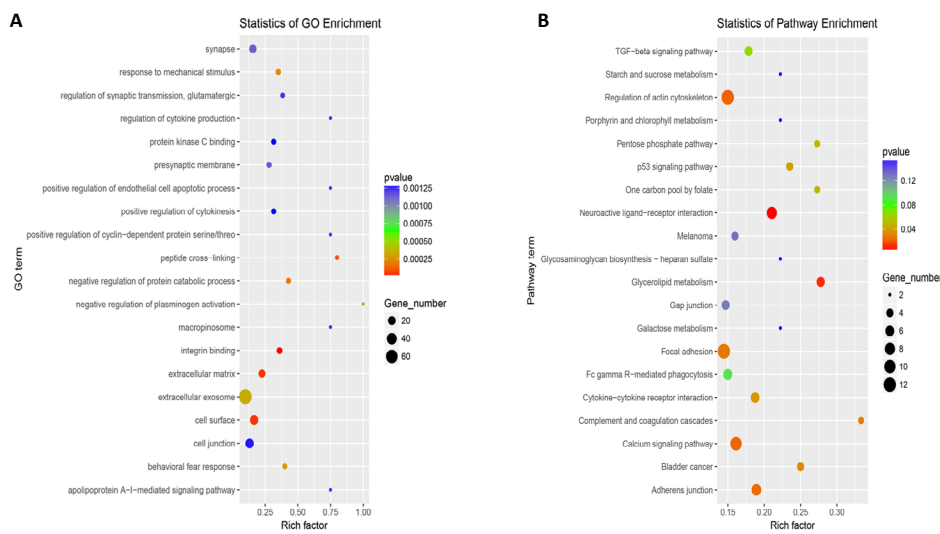 A
Statistics of GO Enrichment
GO term
synapse
response to mechanical stimulus
regulation of synaptic transmission, glutamatergic
regulation of cytokine production
protein kinase C binding
presynaptic membrane
positive regulation of endothelial cell apoptotic process
positive regulation of cytokinesis
positive regulation of cyclin−dependent protein serine/threo
peptide cross−linking
negative regulation of protein catabolic process
negative regulation of plasminogen activation
macropinosome
integrin binding
extracellular matrix
extracellular exosome
cell surface
cell junction
behavioral fear response
apolipoprotein A−I−mediated signaling pathway
0.25 0.50 0.75 1.00
Rich factor
pvalue
0.00125
0.00100
0.00075
0.00050
0.00025
Gene_number
20
40
60
B
Statistics of Pathway Enrichment
Pathway term
TGF−beta signaling pathway
Starch and sucrose metabolism
Regulation of actin cytoskeleton
Porphyrin and chlorophyll metabolism
Pentose phosphate pathway
p53 signaling pathway
One carbon pool by folate
Neuroactive ligand−receptor interaction
Melanoma
Glycosaminoglycan biosynthesis − heparan sulfate
Glycerolipid metabolism
Gap junction
Galactose metabolism
Focal adhesion
Fc gamma R−mediated phagocytosis
Cytokine−cytokine receptor interaction
Complement and coagulation cascades
Calcium signaling pathway
Bladder cancer
Adherens junction
0.15 0.20 0.25 0.30
Rich factor
pvalue
0.12
0.08
0.04
Gene_number
2
4
6
8
10
12